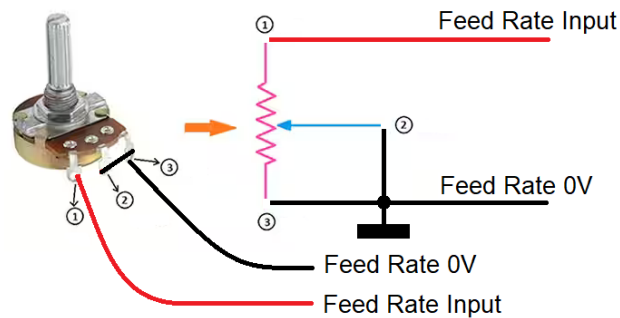 ① Feed Rate Input
②
③ Feed Rate 0V
③
②
①
Feed Rate 0V
Feed Rate Input